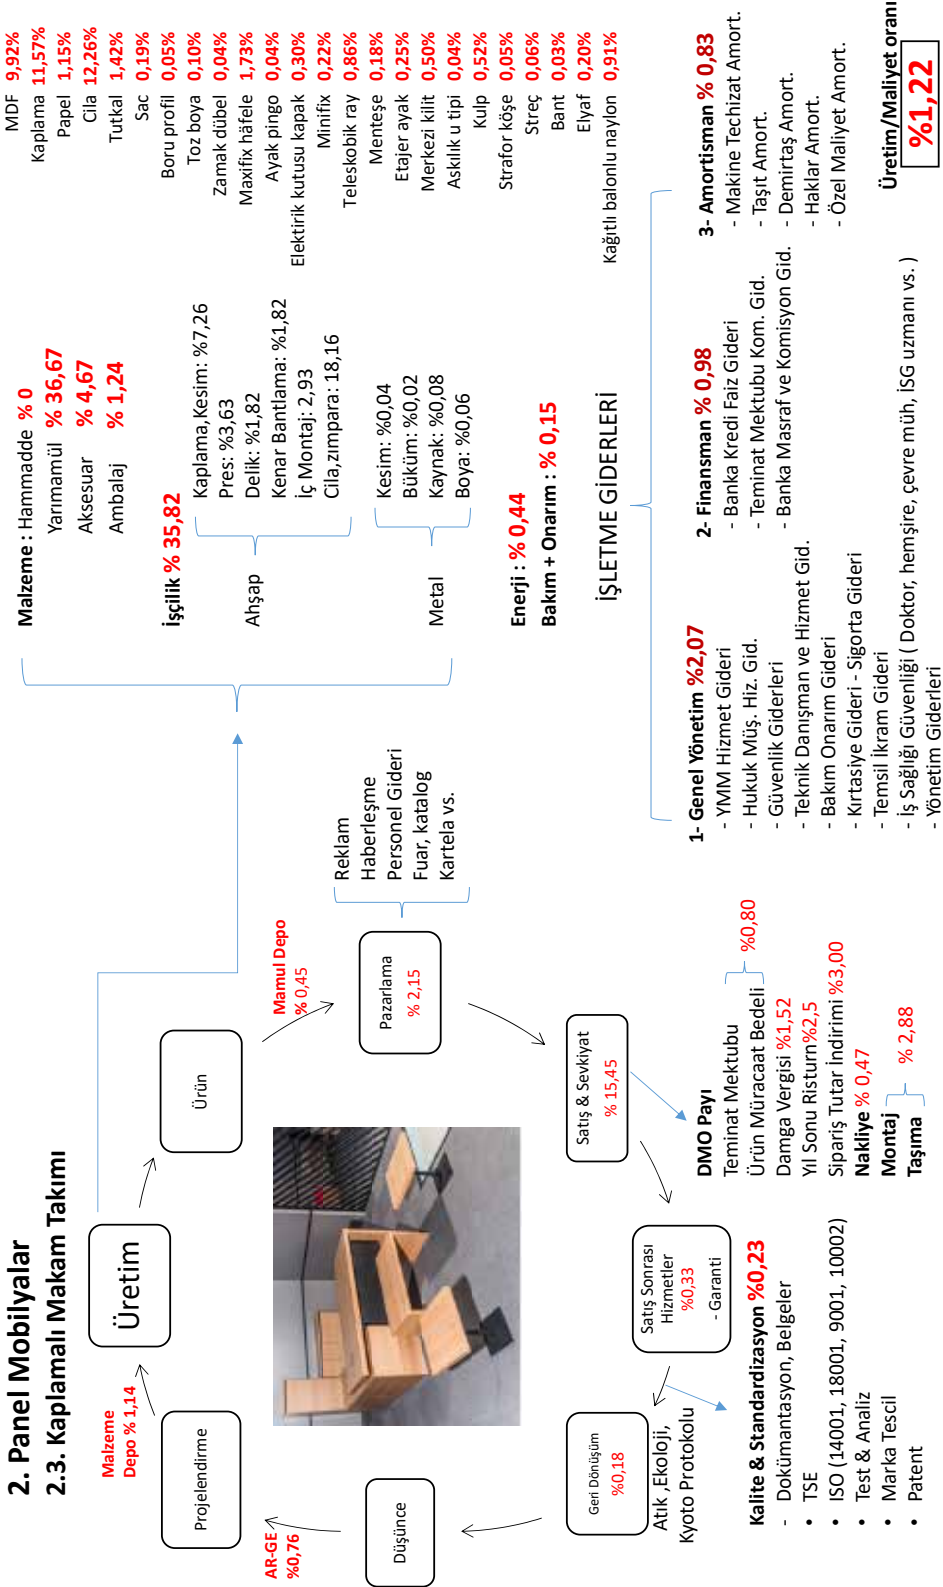 2. Panel Mobilyalar
2.3. Kaplamalı Makam Takımı
Malzeme
Depo % 1,14
Üretim
Ürün
Mamul Depo
% 0,45
Pazarlama
% 2,15
Reklam
Haberleşme
Personel Gideri
Fuar, katalog
Kartela vs.
Satış & Sevkiyat
% 15,45
DMO Payı
Teminat Mektubu
Ürün Müracaat Bedeli
%0,80
Damga Vergisi %1,52
Yıl Sonu Risturn%2,5
Sipariş Tutar İndirimi %3,00
Nakliye % 0,47
Montaj
Taşıma
% 2,88
Satış Sonrası
Hizmetler
%0,33
- Garanti
Kalite & Standardizasyon %0,23
- Dokümantasyon, Belgeler
• TSE
• ISO (14001, 18001, 9001, 10002)
• Test & Analiz
• Marka Tescil
• Patent
Geri Dönüşüm
%0,18
Atık ,Ekoloji,
Kyoto Protokolu
Düşünce
AR-GE
%0,76
Projelendirme
Malzeme : Hammadde % 0
Yarımamül % 36,67
Aksesuar % 4,67
Ambalaj % 1,24
İşçilik % 35,82
Ahşap
Kaplama,Kesim: %7,26
Pres: %3,63
Delik: %1,82
Kenar Bantlama: %1,82
İç Montaj: 2,93
Cila,zımpara: 18,16
Metal
Kesim: %0,04
Büküm: %0,02
Kaynak: %0,08
Boya: %0,06
Enerji : % 0,44
Bakım + Onarım : % 0,15
MDF 9,92%
Kaplama 11,57%
Papel 1,15%
Cila 12,26%
Tutkal 1,42%
Sac 0,19%
Boru profil 0,05%
Toz boya 0,10%
Zamak dübel 0,04%
Maxifix häfele 1,73%
Ayak pingo 0,04%
Elektirik kutusu kapak 0,30%
Minifix 0,22%
Teleskobik ray 0,86%
Menteşe 0,18%
Etajer ayak 0,25%
Merkezi kilit 0,50%
Askılık u tipi 0,04%
Kulp 0,52%
Strafor köşe 0,05%
Streç 0,06%
Bant 0,03%
Elyaf 0,20%
Kağıtlı balonlu naylon 0,91%
İŞLETME GİDERLERİ
1- Genel Yönetim %2,07
- YMM Hizmet Gideri
- Hukuk Müş. Hiz. Gid.
- Güvenlik Giderleri
- Teknik Danışman ve Hizmet Gid.
- Bakım Onarım Gideri
- Kırtasiye Gideri - Sigorta Gideri
- Temsil İkram Gideri
- İş Sağlığı Güvenliği ( Doktor, hemşire, çevre müh, İSG uzmanı vs. )
- Yönetim Giderleri
2- Finansman % 0,98
- Banka Kredi Faiz Gideri
- Teminat Mektubu Kom. Gid.
- Banka Masraf ve Komisyon Gid.
3- Amortisman % 0,83
- Makine Techizat Amort.
- Taşıt Amort.
- Demirtaş Amort.
- Haklar Amort.
- Özel Maliyet Amort.
Üretim/Maliyet oranı
%1,22